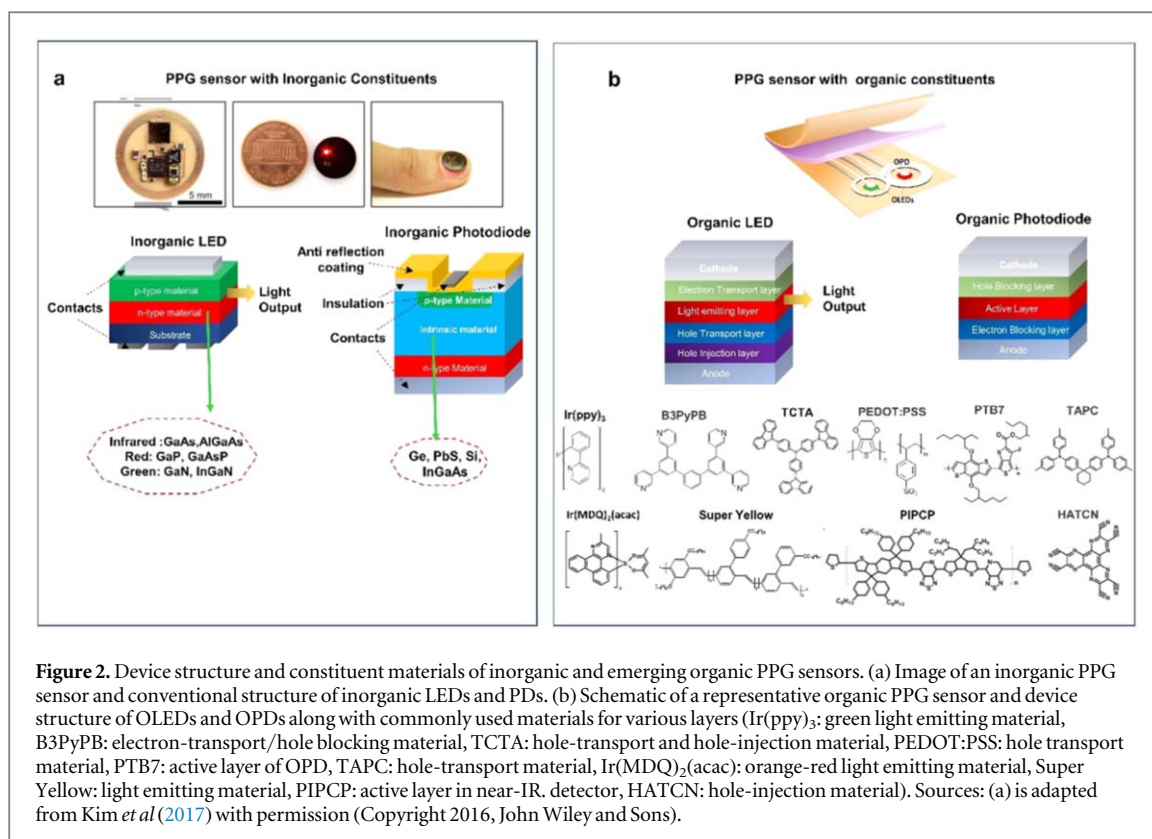 a
PPG sensor with Inorganic Constituents
5 mm
Inorganic LED
p-type material
n-type material
Substrate
Contacts
Light
Output
Infrared :GaAs,AlGaAs
Red: GaP, GaAsP
Green: GaN, InGaN
Inorganic Photodiode
Anti reflection
coating
Insulation
Contacts
p-type Material
Intrinsic material
n-type Material
Ge, PbS, Si,
InGaAs
b
PPG sensor with organic constituents
OPD
OLEDs
Organic LED
Cathode
Electron Transport layer
Light emitting layer
Hole Transport layer
Hole Injection layer
Anode
Light
Output
Organic Photodiode
Cathode
Hole Blocking layer
Active Layer
Electron Blocking layer
Anode
Ir(ppy)₃
B3PyPB
TCTA
PEDOT:PSS
PTB7
TAPC
Ir(MDQ)₂(acac)
Super Yellow
PIPCP
HATCN
Figure 2. Device structure and constituent materials of inorganic and emerging organic PPG sensors. (a) Image of an inorganic PPG
sensor and conventional structure of inorganic LEDs and PDs. (b) Schematic of a representative organic PPG sensor and device
structure of OLEDs and OPDs along with commonly used materials for various layers (Ir(ppy)₃: green light emitting material,
B3PyPB: electron-transport/hole blocking material, TCTA: hole-transport and hole-injection material, PEDOT:PSS: hole transport
material, PTB7: active layer of OPD, TAPC: hole-transport material, Ir(MDQ)₂(acac): orange-red light emitting material, Super
Yellow: light emitting material, PIPCP: active layer in near-IR. detector, HATCN: hole-injection material). Sources: (a) is adapted
from Kim et al (2017) with permission (Copyright 2016, John Wiley and Sons).